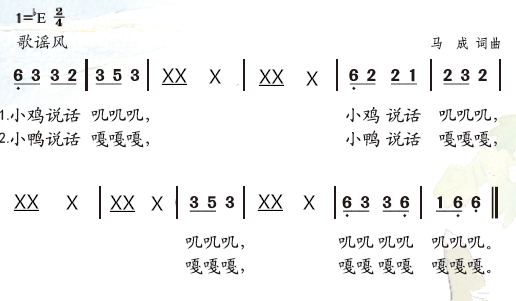 1=♭E 2/4
歌谣风
马 成 词曲
6 3 3 2 | 3 5 3 | XX X | XX X | 6 2 2 1 | 2 3 2 |
1.小鸡说话 叽叽叽， 小鸡 说话 叽叽叽，
2.小鸭说话 嘎嘎嘎， 小鸭 说话 嘎嘎嘎，
XX X | XX X | 3 5 3 | XX X | 6 3 3 6 | 1 6 6 ‖
叽叽叽， 叽叽 叽叽 叽叽叽。
嘎嘎嘎， 嘎嘎 嘎嘎 嘎嘎嘎。